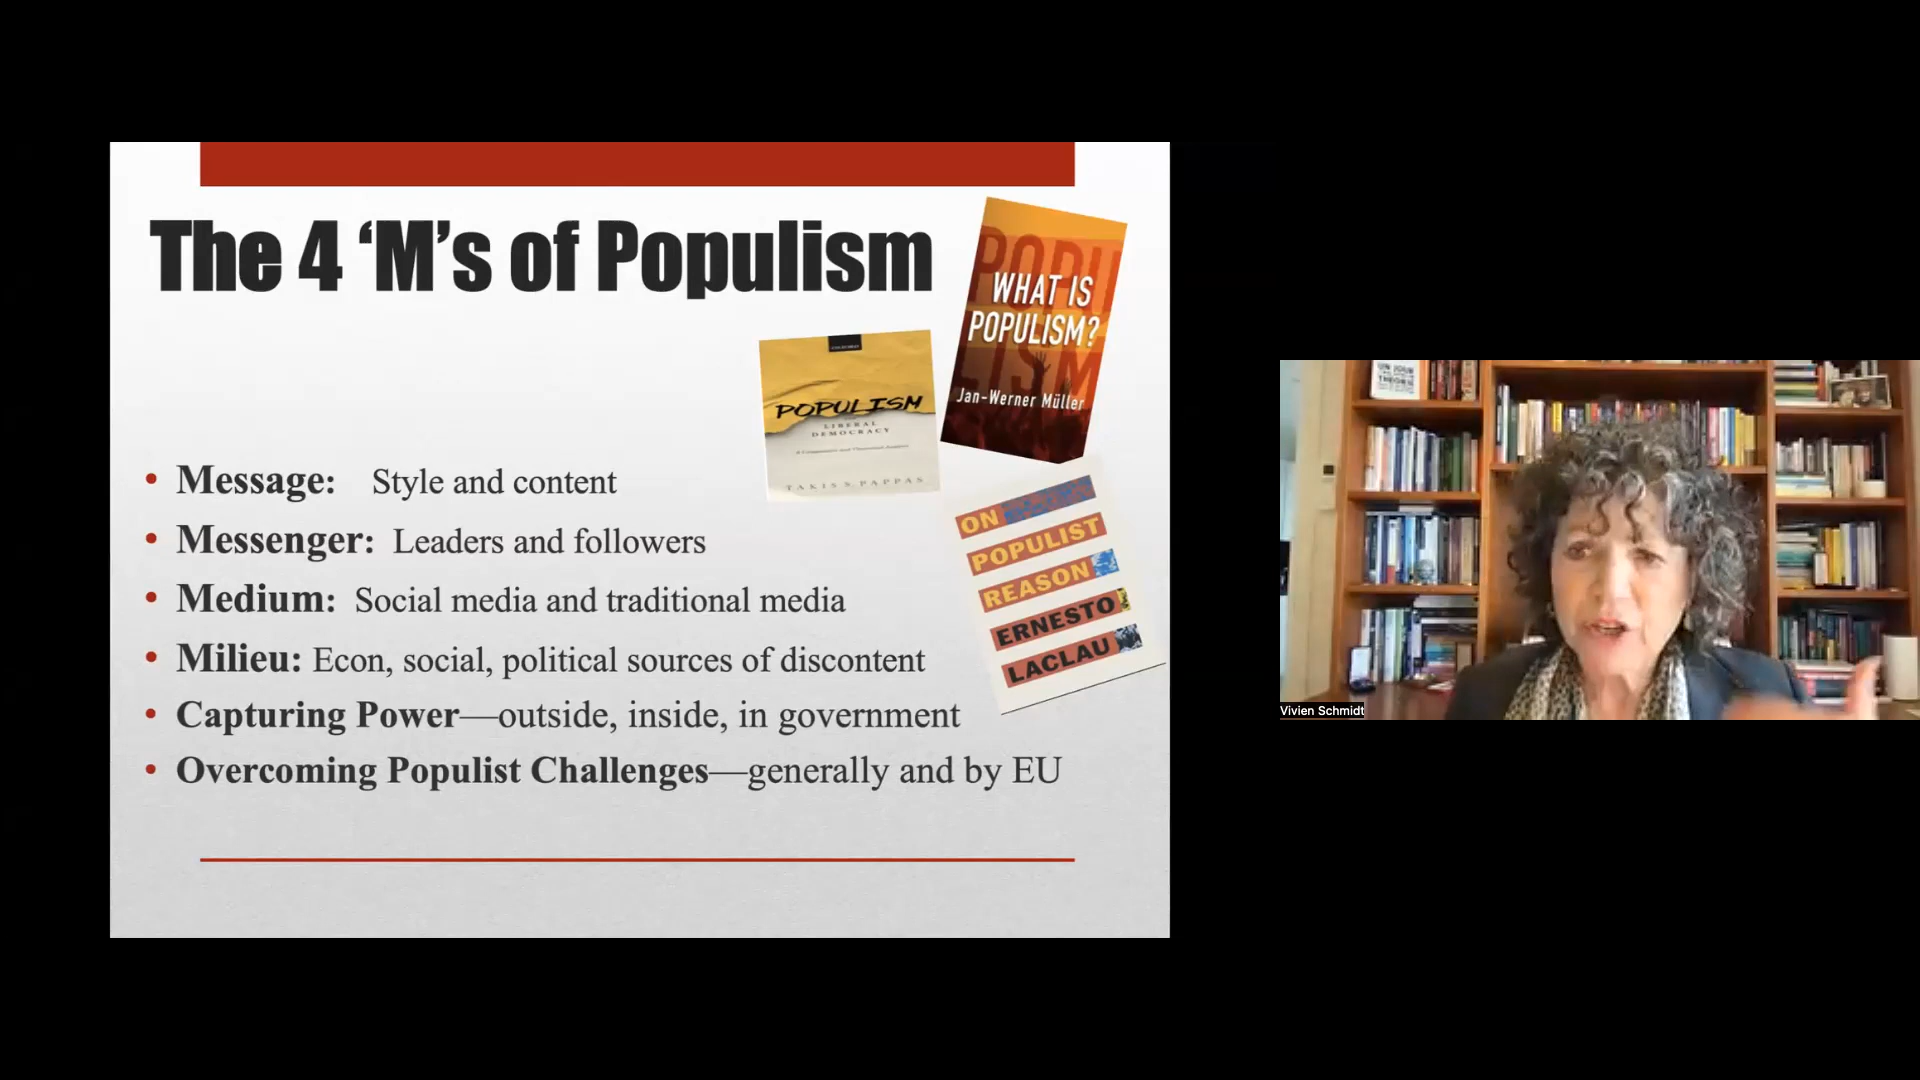 The 4 ‘M’s of Populism
• Message: Style and content
• Messenger: Leaders and followers
• Medium: Social media and traditional media
• Milieu: Econ, social, political sources of discontent
• Capturing Power—outside, inside, in government
• Overcoming Populist Challenges—generally and by EU
POPULISM
LIBERAL
DEMOCRACY
TAKIS S. PAPPAS
POPU
LISM
WHAT IS
POPULISM?
Jan-Werner Müller
ON
POPULIST
REASON
ERNESTO
LACLAU
Vivien Schmidt